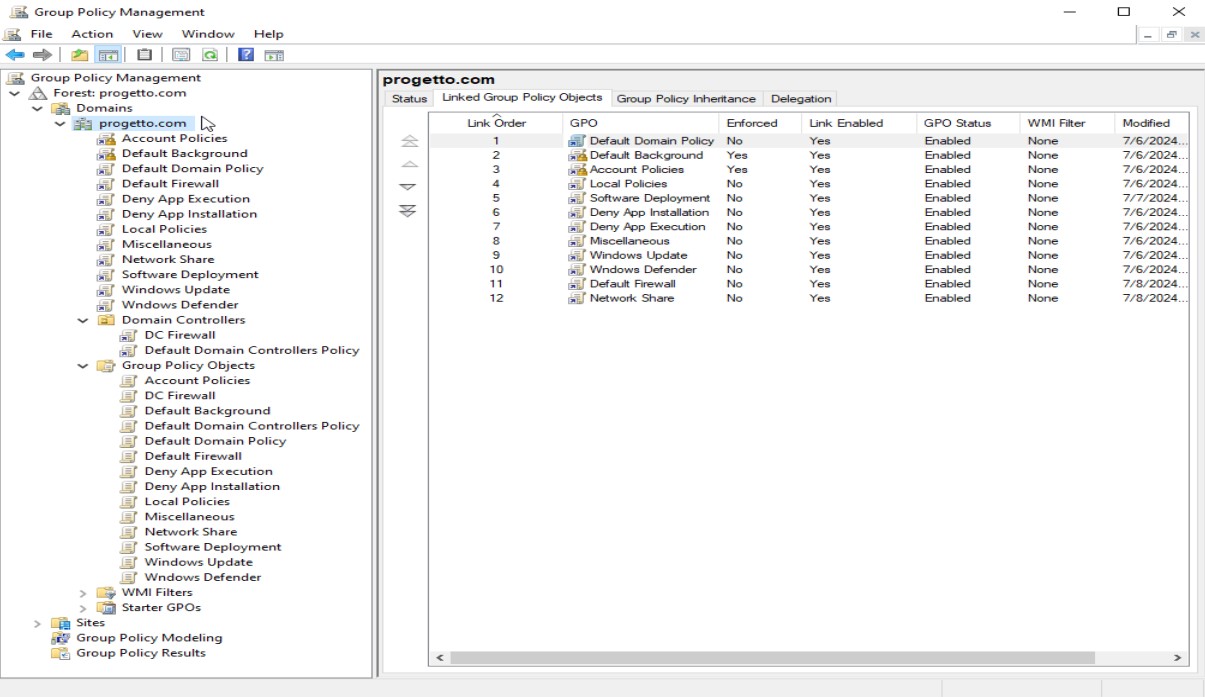 Group Policy Management
File Action View Window Help
Group Policy Management
Forest: progetto.com
Domains
progetto.com
Account Policies
Default Background
Default Domain Policy
Default Firewall
Deny App Execution
Deny App Installation
Local Policies
Miscellaneous
Network Share
Software Deployment
Windows Update
Wndows Defender
Domain Controllers
DC Firewall
Default Domain Controllers Policy
Group Policy Objects
Account Policies
DC Firewall
Default Background
Default Domain Controllers Policy
Default Domain Policy
Default Firewall
Deny App Execution
Deny App Installation
Local Policies
Miscellaneous
Network Share
Software Deployment
Windows Update
Wndows Defender
WMI Filters
Starter GPOs
Sites
Group Policy Modeling
Group Policy Results
progetto.com
Status Linked Group Policy Objects Group Policy Inheritance Delegation
Link Order GPO Enforced Link Enabled GPO Status WMI Filter Modified
1 Default Domain Policy No Yes Enabled None 7/6/2024...
2 Default Background Yes Yes Enabled None 7/6/2024...
3 Account Policies Yes Yes Enabled None 7/6/2024...
4 Local Policies No Yes Enabled None 7/6/2024...
5 Software Deployment No Yes Enabled None 7/7/2024...
6 Deny App Installation No Yes Enabled None 7/6/2024...
7 Deny App Execution No Yes Enabled None 7/6/2024...
8 Miscellaneous No Yes Enabled None 7/6/2024...
9 Windows Update No Yes Enabled None 7/6/2024...
10 Wndows Defender No Yes Enabled None 7/6/2024...
11 Default Firewall No Yes Enabled None 7/8/2024...
12 Network Share No Yes Enabled None 7/8/2024...